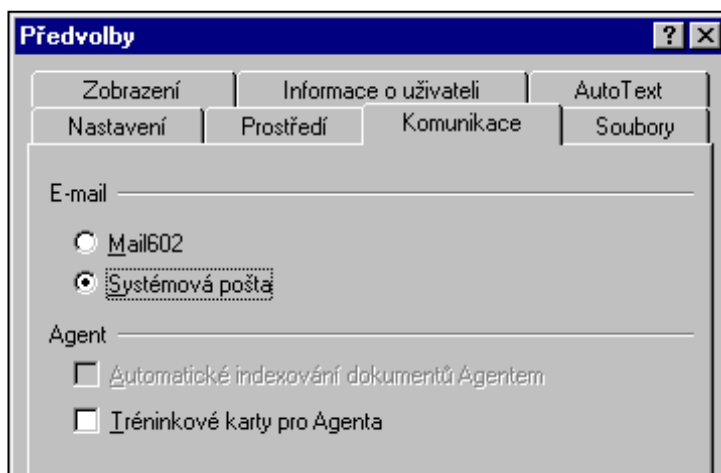 Předvolby
Zobrazení Informace o uživateli AutoText
Nastavení Prostředí Komunikace Soubory
E-mail
Mail602
Systémová pošta
Agent
Automatické indexování dokumentů Agentem
Tréninkové karty pro Agenta